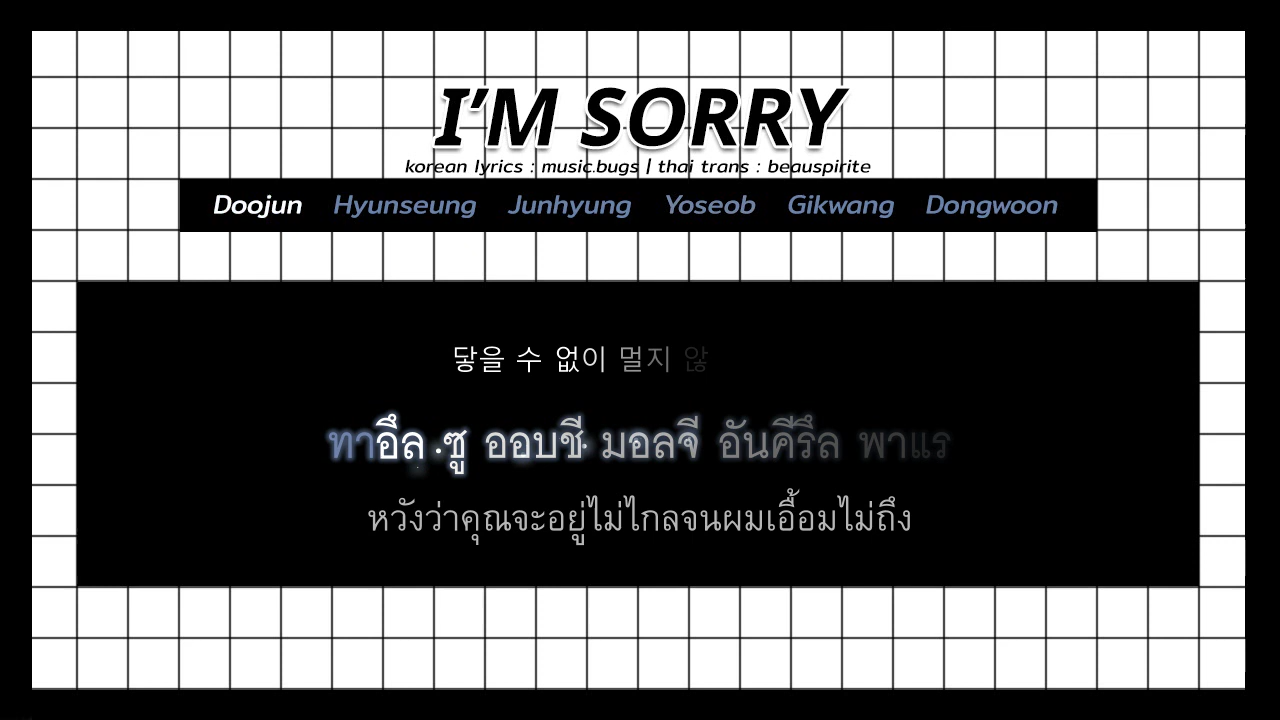 I'M SORRY
korean lyrics : music.bugs | thai trans : beauspirite
Doojun Hyunseung Junhyung Yoseob Gikwang Dongwoon
닿을 수 없이 멀지 않
ทาอึล ซู ออบชี มอลจี อันคีรึล พาแร
หวังว่าคุณจะอยู่ไม่ไกลจนผมเอื้อมไม่ถึง